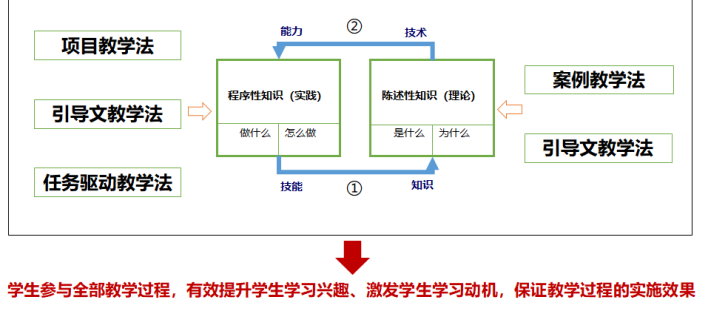 能力 ② 技术
项目教学法
引导文教学法
任务驱动教学法
程序性知识（实践）
做什么 怎么做
陈述性知识（理论）
是什么 为什么
案例教学法
引导文教学法
技能 ① 知识
学生参与全部教学过程，有效提升学生学习兴趣、激发学生学习动机，保证教学过程的实施效果